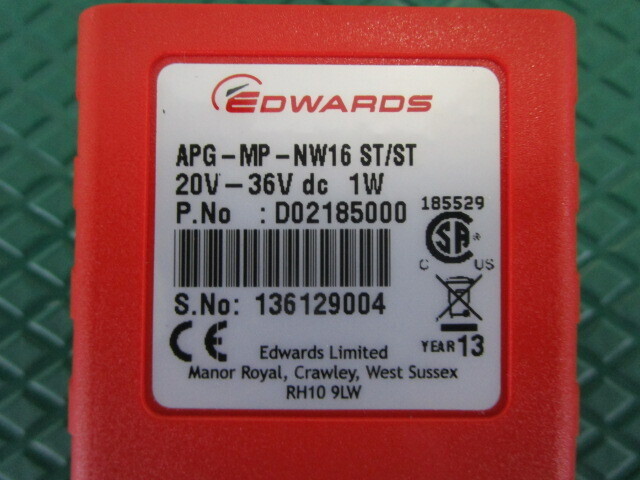 EDWARDS
APG-MP-NW16 ST/ST
20V-36V dc 1W
P.No : D02185000
185529
SA ®
C US
S.No: 136129004
YEAR 13
CE
Edwards Limited
Manor Royal, Crawley, West Sussex
RH10 9LW